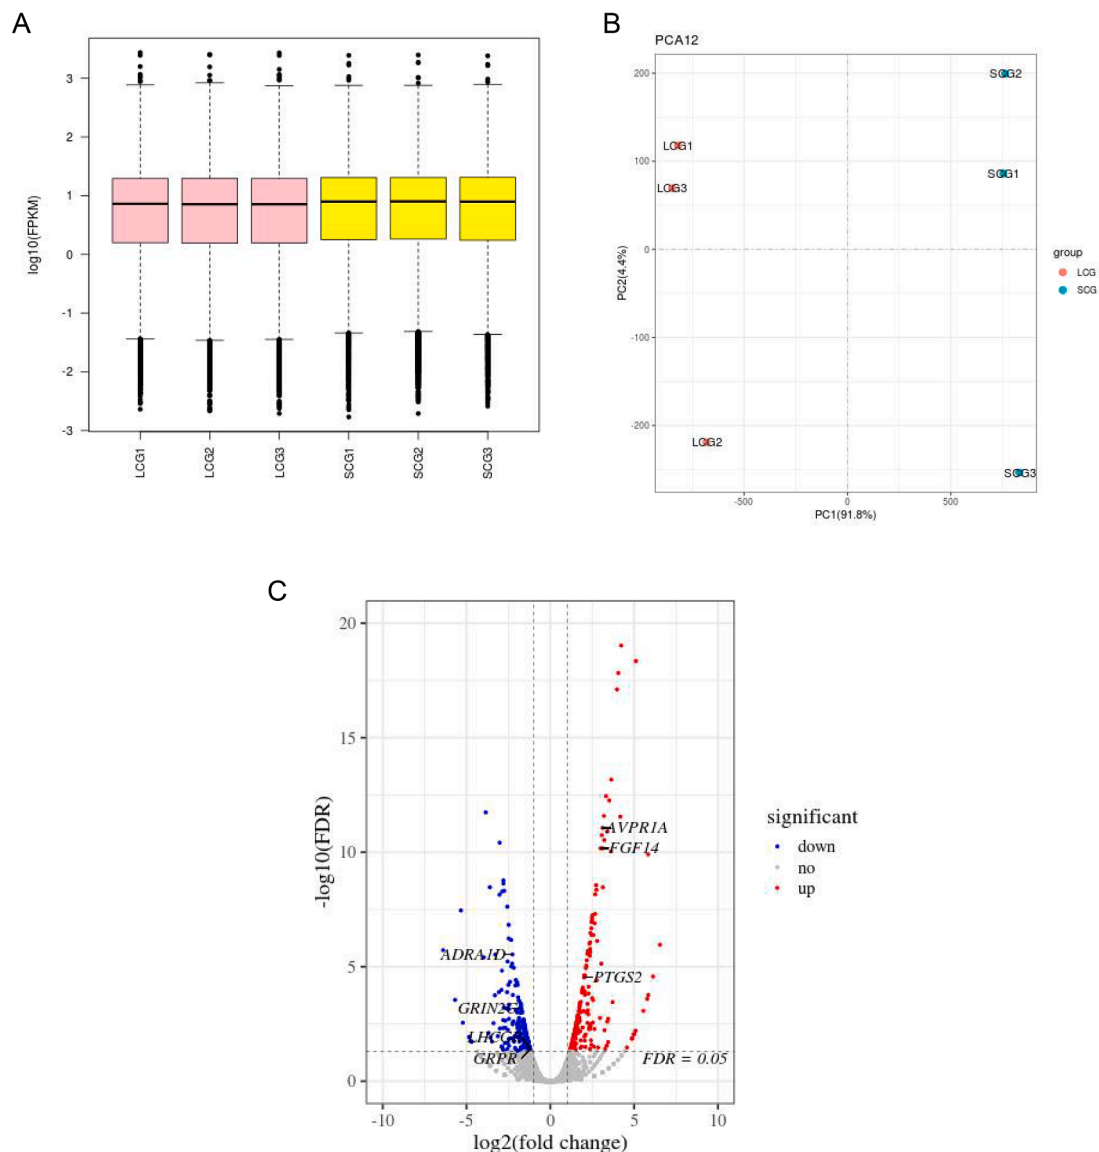 A
log10(FPKM)
3
2
1
0
-1
-2
-3
LCG1
LCG2
LCG3
SCG1
SCG2
SCG3
B
PCA12
PC2(4.4%)
200
100
0
-100
-200
SCG2
LCG1
SCG1
LCG3
LCG2
SCG3
-500
0
500
PC1(91.8%)
group
LCG
SCG
C
-log10(FDR)
20
15
10
5
0
AVPR1A
FGF14
ADRA1D
PTGS2
GRIN2C
LHCGR
GRPR
FDR = 0.05
-10
-5
0
5
10
log2(fold change)
significant
down
no
up